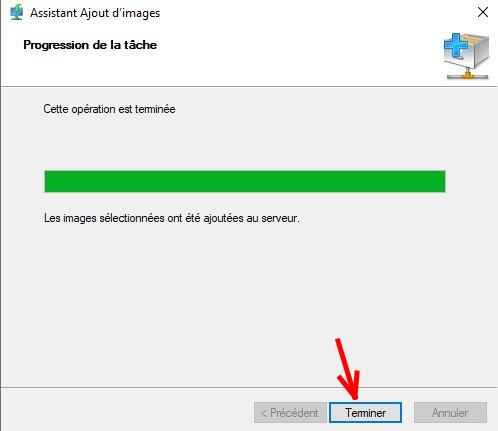 Assistant Ajout d'images
Progression de la tâche
Cette opération est terminée
Les images sélectionnées ont été ajoutées au serveur.
< Précédent Terminer Annuler